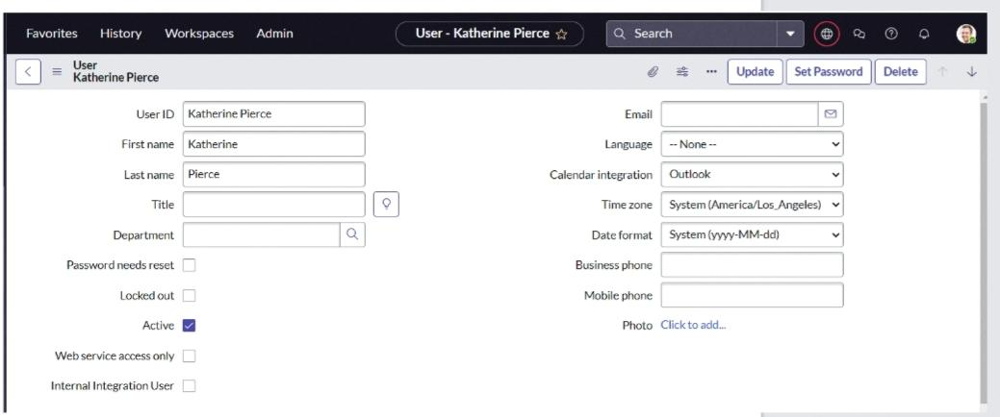 Favorites History Workspaces Admin User - Katherine Pierce Search
User
Katherine Pierce
Update Set Password Delete
User ID Katherine Pierce
Email
First name Katherine
Language -- None --
Last name Pierce
Calendar integration Outlook
Title
Time zone System (America/Los_Angeles)
Department
Date format System (yyyy-MM-dd)
Password needs reset
Business phone
Locked out
Mobile phone
Active
Photo Click to add...
Web service access only
Internal Integration User